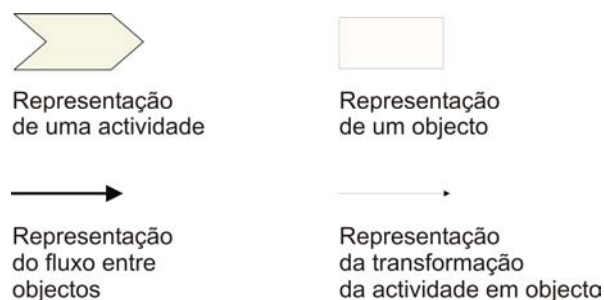 Representação
de uma actividade
Representação
de um objecto
Representação
do fluxo entre
objectos
Representação
da transformação
da actividade em objecto